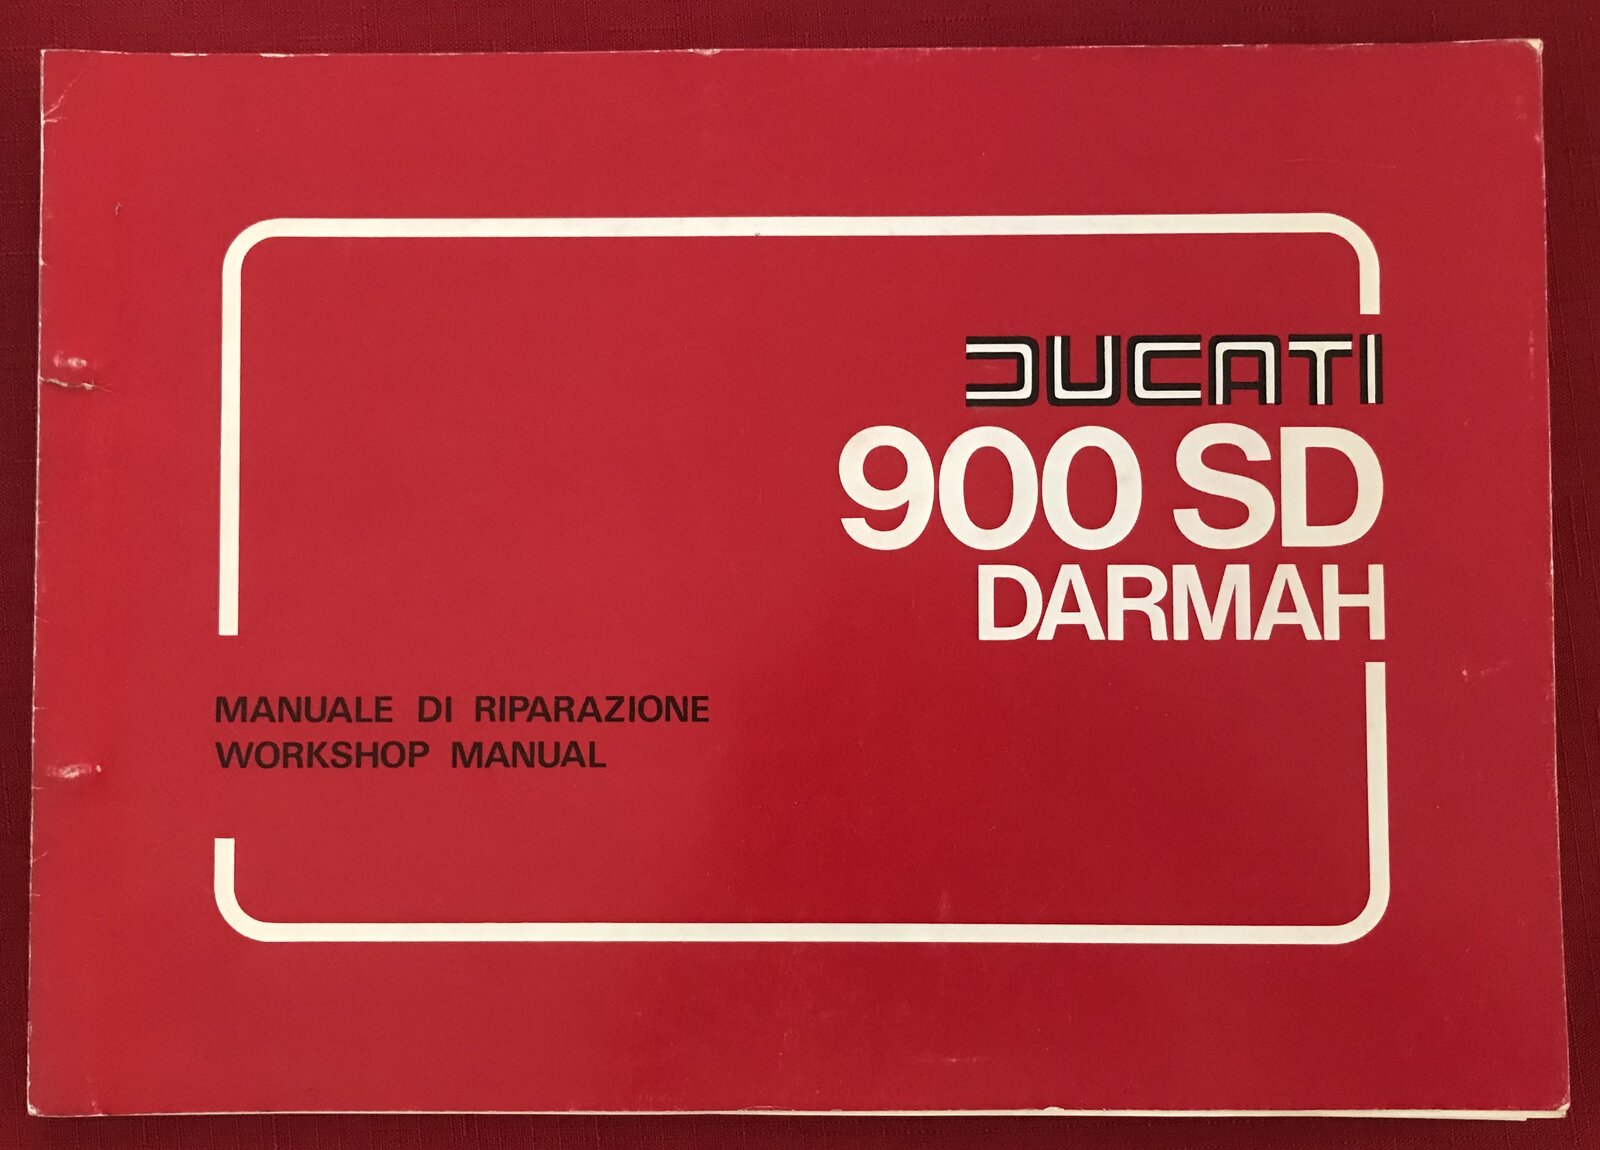 DUCATI
900 SD
DARMAH
MANUALE DI RIPARAZIONE
WORKSHOP MANUAL